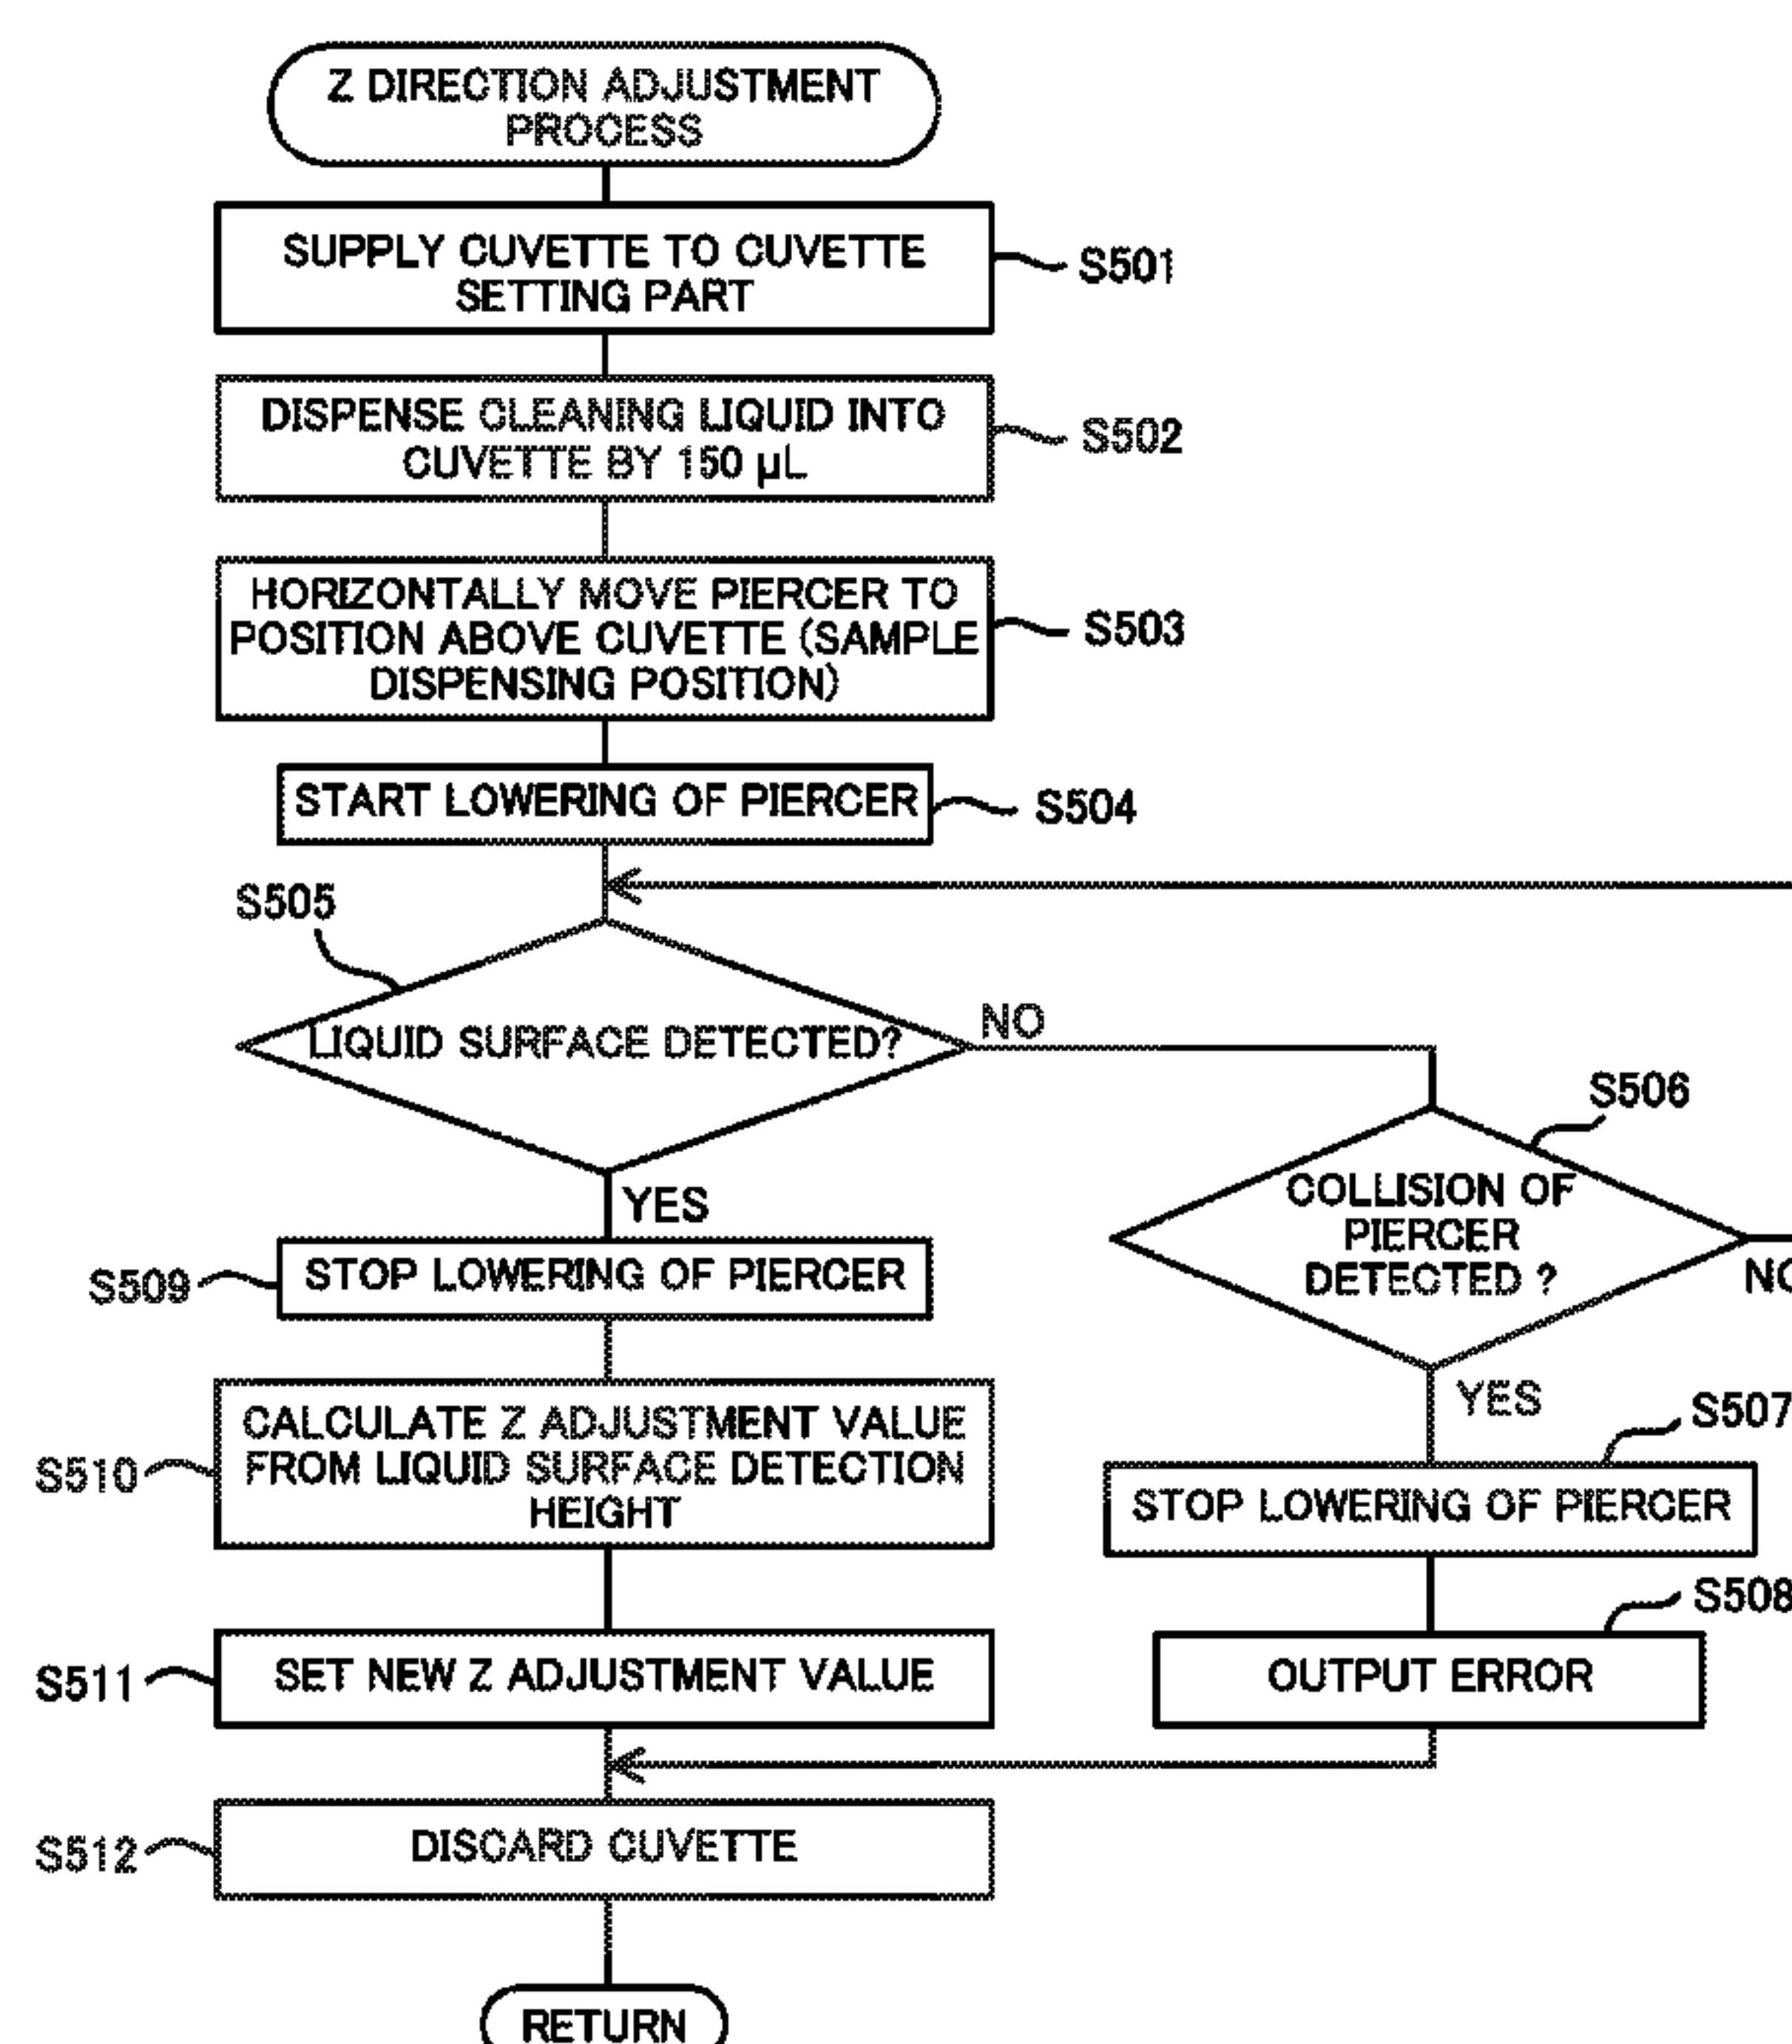 Z DIRECTION ADJUSTMENT
PROCESS
SUPPLY CUVETTE TO CUVETTE
SETTING PART
S501
DISPENSE CLEANING LIQUID INTO
CUVETTE BY 150 μL
S502
HORIZONTALLY MOVE PIERCER TO
POSITION ABOVE CUVETTE (SAMPLE
DISPENSING POSITION)
S503
START LOWERING OF PIERCER
S504
S505
LIQUID SURFACE DETECTED?
NO
S506
COLLISION OF
PIERCER
DETECTED ?
NO
YES
S509
STOP LOWERING OF PIERCER
YES
S507
STOP LOWERING OF PIERCER
S510
CALCULATE Z ADJUSTMENT VALUE
FROM LIQUID SURFACE DETECTION
HEIGHT
S508
OUTPUT ERROR
S511
SET NEW Z ADJUSTMENT VALUE
S512
DISCARD CUVETTE
RETURN